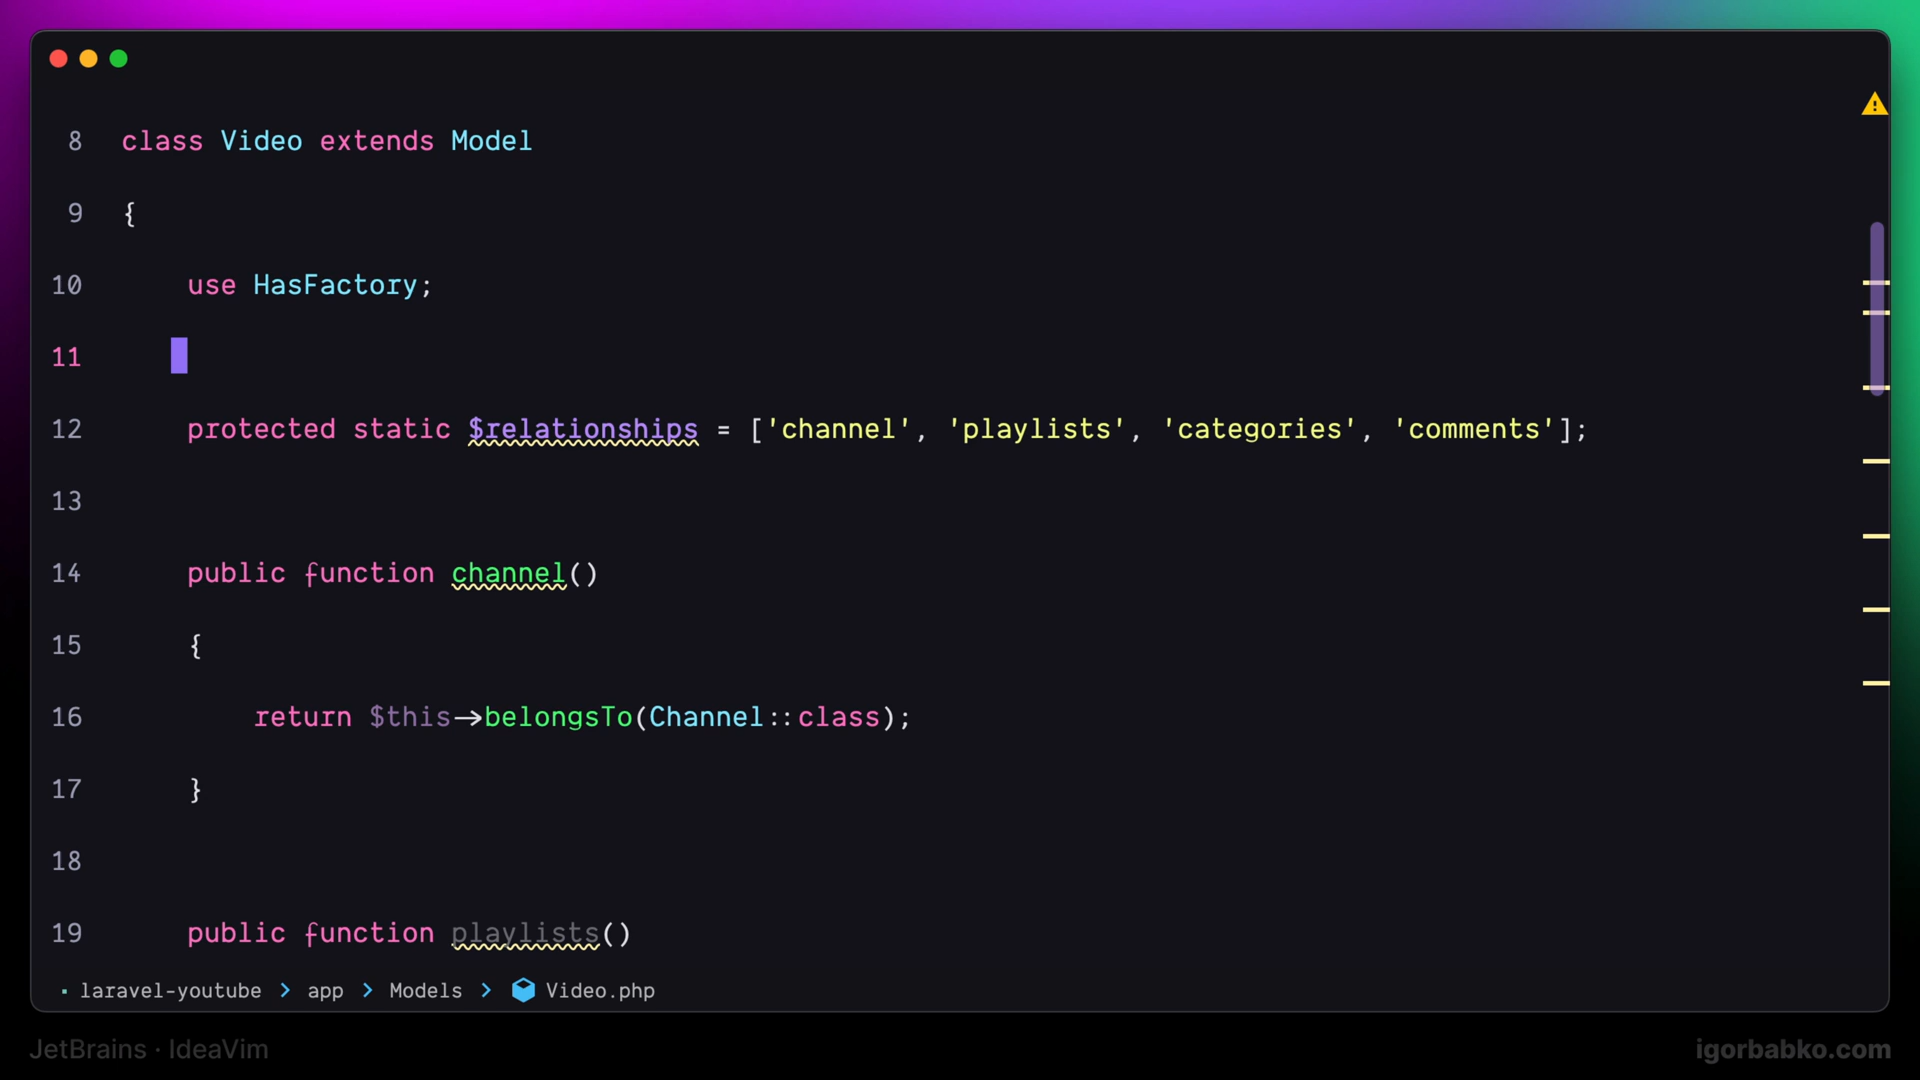 8 class Video extends Model
9 {
10 use HasFactory;
11
12 protected static $relationships = ['channel', 'playlists', 'categories', 'comments'];
13
14 public function channel()
15 {
16 return $this->belongsTo(Channel::class);
17 }
18
19 public function playlists()
laravel-youtube > app > Models > Video.php
JetBrains · IdeaVim
igorbabko.com